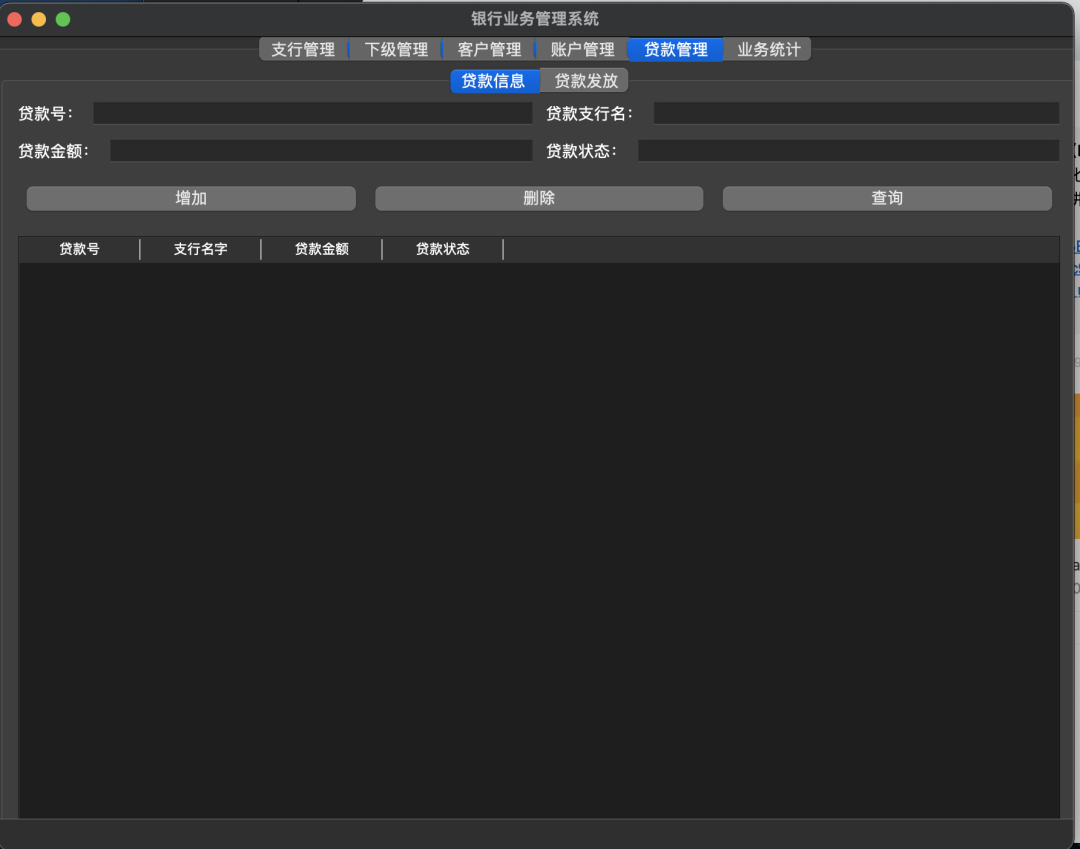 银行业务管理系统
支行管理 下级管理 客户管理 账户管理 贷款管理 业务统计
贷款信息 贷款发放
贷款号： 贷款支行名：
贷款金额： 贷款状态：
增加 删除 查询
贷款号 支行名字 贷款金额 贷款状态